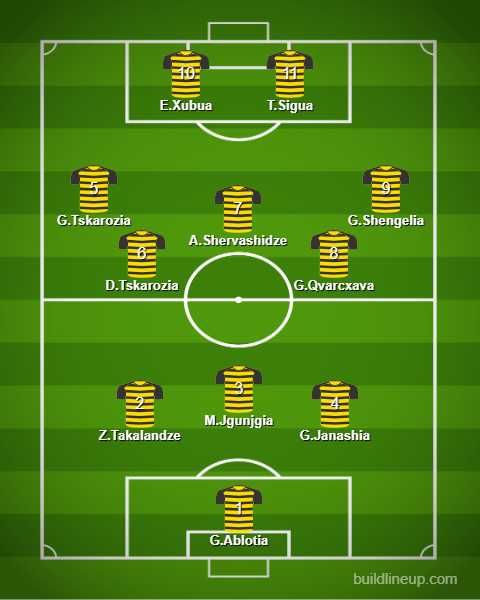 10
11
E.Xubua
T.Sigua
5
9
7
G.Tskarozia
G.Shengelia
A.Shervashidze
6
8
D.Tskarozia
G.Qvarcxava
3
2
4
M.Jgunjgia
Z.Takalandze
G.Janashia
1
G.Ablotia
buildlineup.com